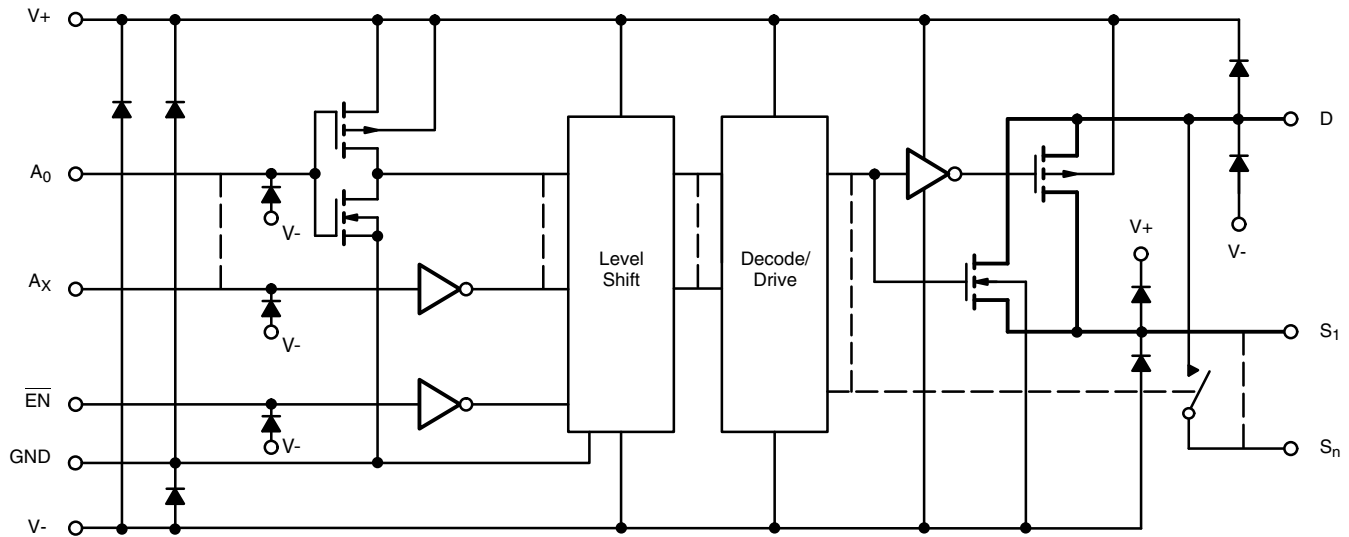 V+
D
A0
V-
V+
V-
Level
Shift
Decode/
Drive
AX
V-
S1
EN
V-
GND
Sn
V-